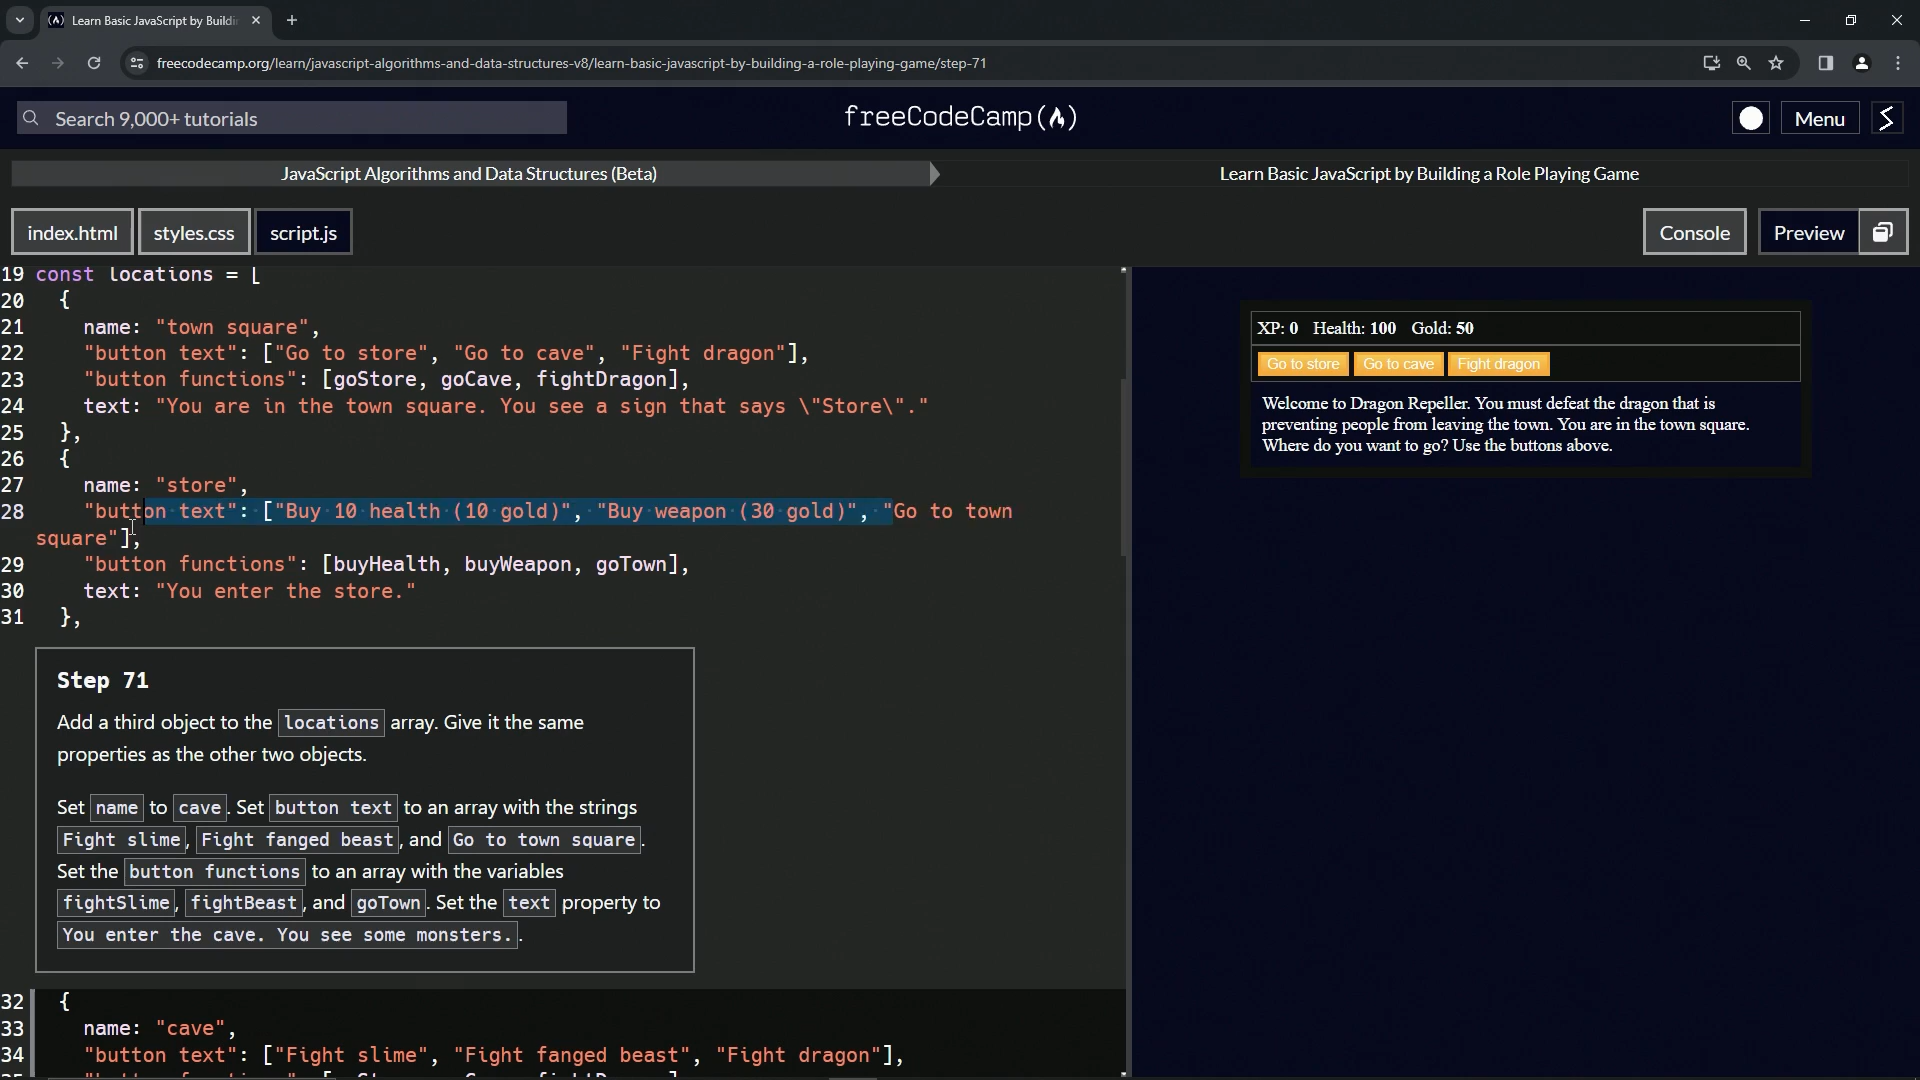 Learn Basic JavaScript by Buildi
freecodecamp.org/learn/javascript-algorithms-and-data-structures-v8/learn-basic-javascript-by-building-a-role-playing-game/step-71
Search 9,000+ tutorials
freeCodeCamp
Menu
JavaScript Algorithms and Data Structures (Beta)
Learn Basic JavaScript by Building a Role Playing Game
index.html
styles.css
script.js
Console
Preview
19 const locations = [
20 {
21 name: "town square",
22 "button text": ["Go to store", "Go to cave", "Fight dragon"],
23 "button functions": [goStore, goCave, fightDragon],
24 text: "You are in the town square. You see a sign that says \"Store\"."
25 },
26 {
27 name: "store",
28 "button text": ["Buy 10 health (10 gold)", "Buy weapon (30 gold)", "Go to town
square"],
29 "button functions": [buyHealth, buyWeapon, goTown],
30 text: "You enter the store."
31 },
Step 71
Add a third object to the locations array. Give it the same
properties as the other two objects.
Set name to cave. Set button text to an array with the strings
Fight slime, Fight fanged beast, and Go to town square.
Set the button functions to an array with the variables
fightSlime, fightBeast, and goTown. Set the text property to
You enter the cave. You see some monsters..
32 {
33 name: "cave",
34 "button text": ["Fight slime", "Fight fanged beast", "Fight dragon"],
XP: 0 Health: 100 Gold: 50
Go to store
Go to cave
Fight dragon
Welcome to Dragon Repeller. You must defeat the dragon that is
preventing people from leaving the town. You are in the town square.
Where do you want to go? Use the buttons above.